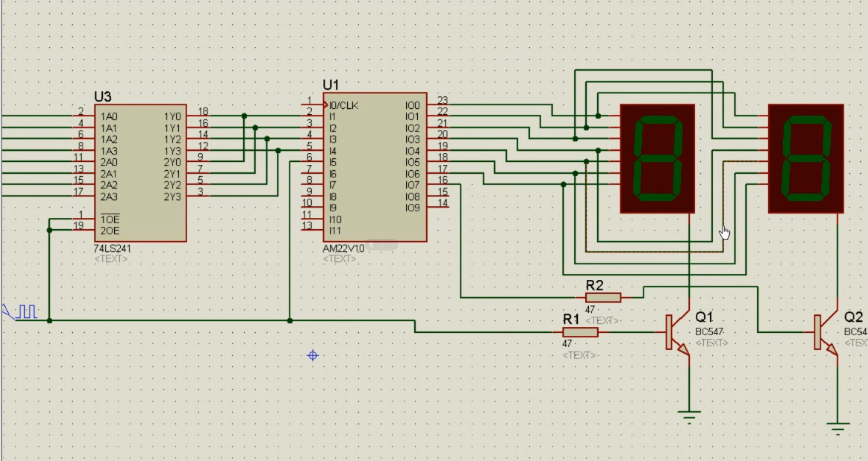 U3
2 1A0 1Y0 18
4 1A1 1Y1 16
6 1A2 1Y2 14
8 1A3 1Y3 12
11 2A0 2Y0 9
13 2A1 2Y1 7
15 2A2 2Y2 5
17 2A3 2Y3 3
1 1OE
19 2OE
74LS241
<TEXT>
U1
1 I0/CLK IO0 23
2 I1 IO1 22
3 I2 IO2 21
4 I3 IO3 20
5 I4 IO4 19
6 I5 IO5 18
7 I6 IO6 17
8 I7 IO7 16
9 I8 IO8 15
10 I9 IO9 14
11 I10
13 I11
AM22V10
<TEXT>
R2
47
<TEXT>
R1
47
<TEXT>
Q1
BC547
<TEXT>
Q2
BC54
<TEX